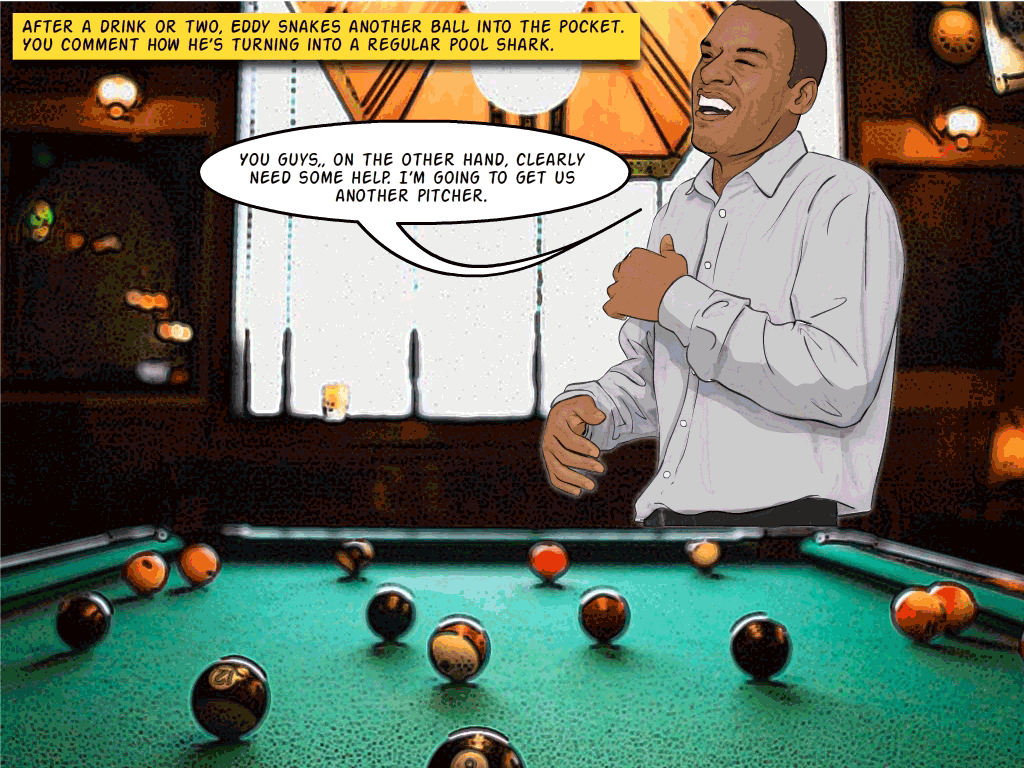 AFTER A DRINK OR TWO, EDDY SNAKES ANOTHER BALL INTO THE POCKET.
YOU COMMENT HOW HE'S TURNING INTO A REGULAR POOL SHARK.
YOU GUYS,, ON THE OTHER HAND, CLEARLY
NEED SOME HELP. I'M GOING TO GET US
ANOTHER PITCHER.
12